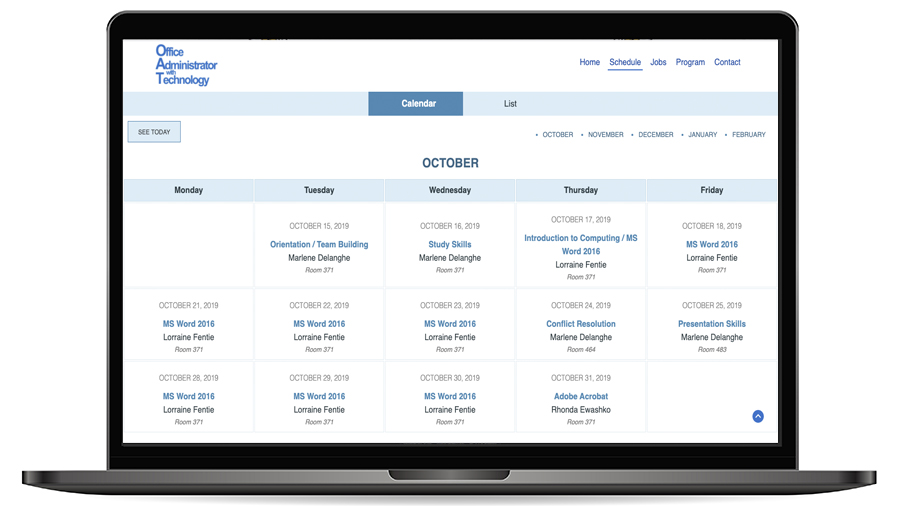 Office
Administrator
with
Technology
Home Schedule Jobs Program Contact
Calendar List
SEE TODAY
• OCTOBER • NOVEMBER • DECEMBER • JANUARY • FEBRUARY
OCTOBER
Monday Tuesday Wednesday Thursday Friday
OCTOBER 15, 2019
Orientation / Team Building
Marlene Delanghe
Room 371
OCTOBER 16, 2019
Study Skills
Marlene Delanghe
Room 371
OCTOBER 17, 2019
Introduction to Computing / MS
Word 2016
Lorraine Fentie
Room 371
OCTOBER 18, 2019
MS Word 2016
Lorraine Fentie
Room 371
OCTOBER 21, 2019
MS Word 2016
Lorraine Fentie
Room 371
OCTOBER 22, 2019
MS Word 2016
Lorraine Fentie
Room 371
OCTOBER 23, 2019
MS Word 2016
Lorraine Fentie
Room 371
OCTOBER 24, 2019
Conflict Resolution
Marlene Delanghe
Room 464
OCTOBER 25, 2019
Presentation Skills
Marlene Delanghe
Room 483
OCTOBER 28, 2019
MS Word 2016
Lorraine Fentie
Room 371
OCTOBER 29, 2019
MS Word 2016
Lorraine Fentie
Room 371
OCTOBER 30, 2019
MS Word 2016
Lorraine Fentie
Room 371
OCTOBER 31, 2019
Adobe Acrobat
Rhonda Ewashko
Room 371